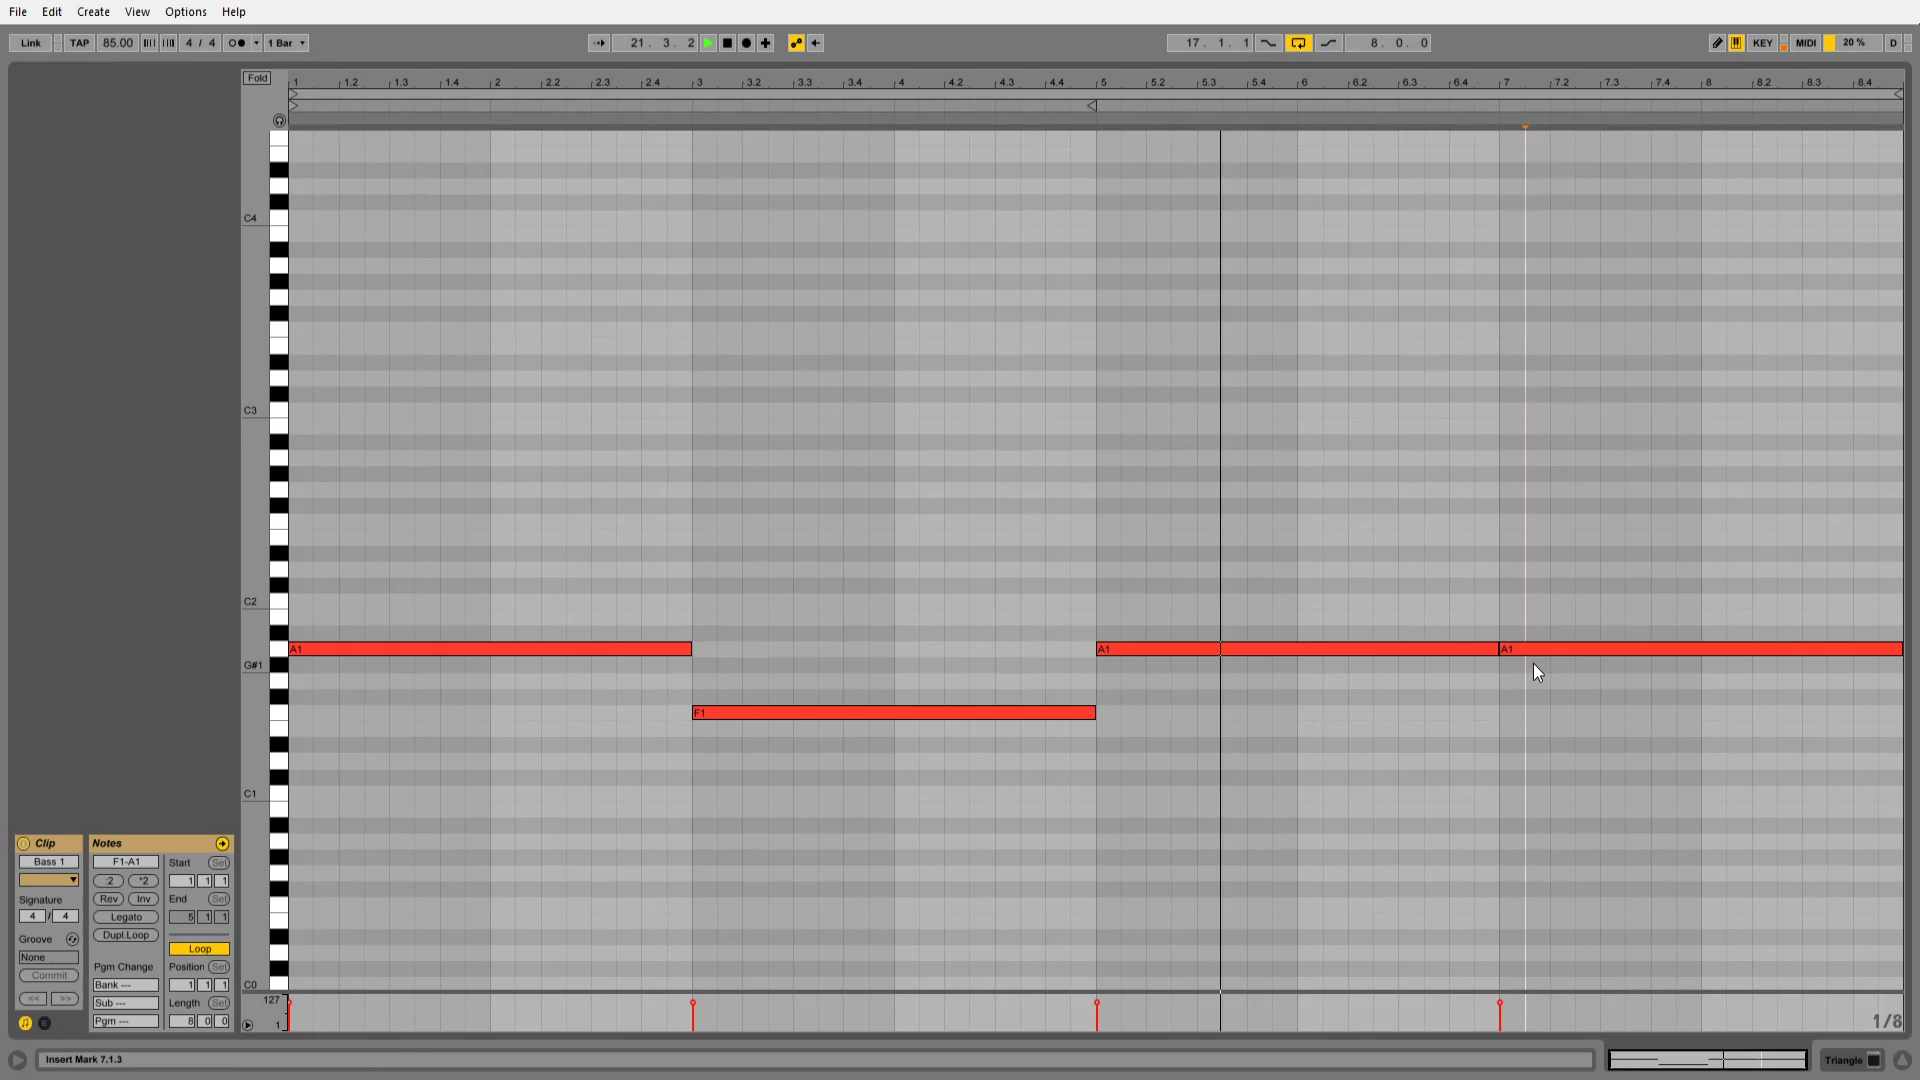 File Edit Create View Options Help
Link TAP 85.00 4 / 4 1 Bar 21. 3. 2 17. 1. 1 8. 0. 0 KEY MIDI 20 % D
Fold 1 1.2 1.3 1.4 2 2.2 2.3 2.4 3 3.2 3.3 3.4 4 4.2 4.3 4.4 5 5.2 5.3 5.4 6 6.2 6.3 6.4 7 7.2 7.3 7.4 8 8.2 8.3 8.4
C4
C3
C2
A1 A1 A1
G#1
F1
C1
C0
Clip Notes
Bass 1 F1-A1 Start Set
:2 *2 1 1 1
Signature Rev Inv End Set
4 / 4 Legato 5 1 1
Groove Dupl.Loop
None Loop
Commit Pgm Change Position Set
Bank --- 1 1 1
<< >> Sub --- Length Set
Pgm --- 8 0 0
127
1
1/8
Insert Mark 7.1.3 Triangle